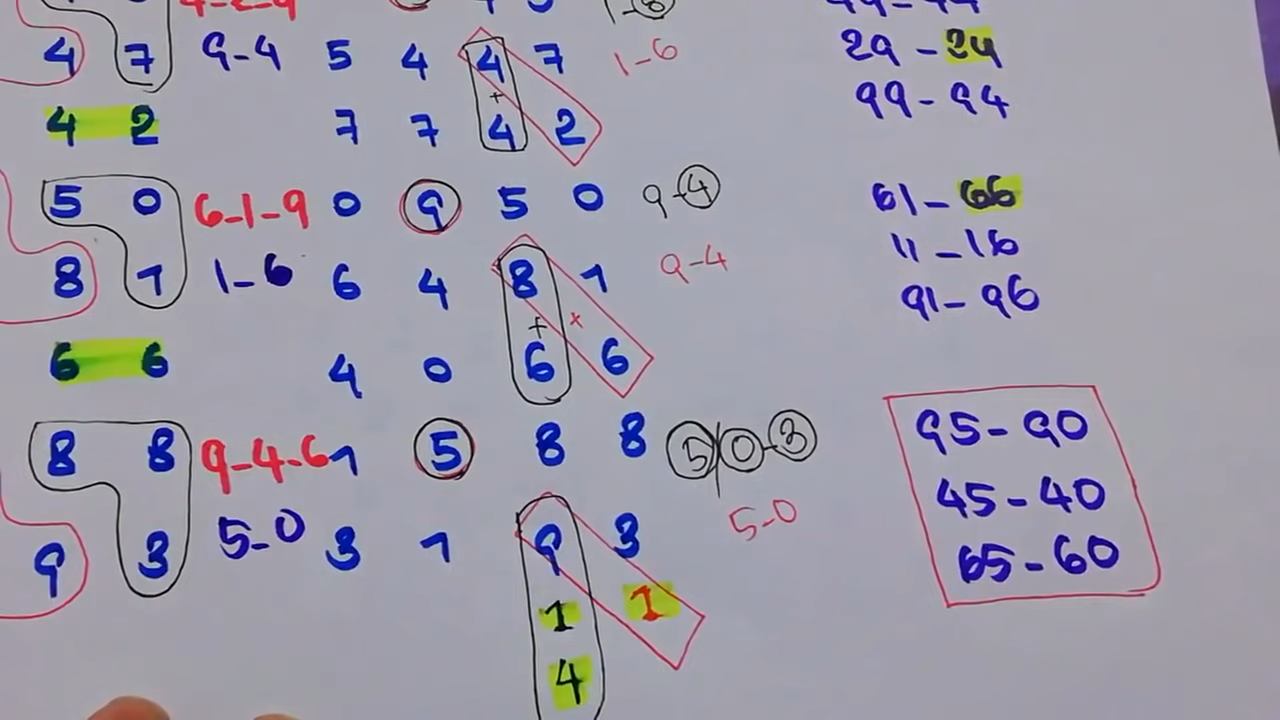 4 7 9-4 5 4 4 7 1-6 29-24
+
4 2 7 7 4 2 99-94
5 0 6-1-9 0 9 5 0 9-4 61-66
8 1 1-6 6 4 8 1 9-4 11-16
+ + 91-96
6 6 4 0 6 6
8 8 9-4-6 1 5 8 8 5/0-3 95-90
45-40
9 3 5-0 3 1 9 3 5-0 65-60
1 1
4